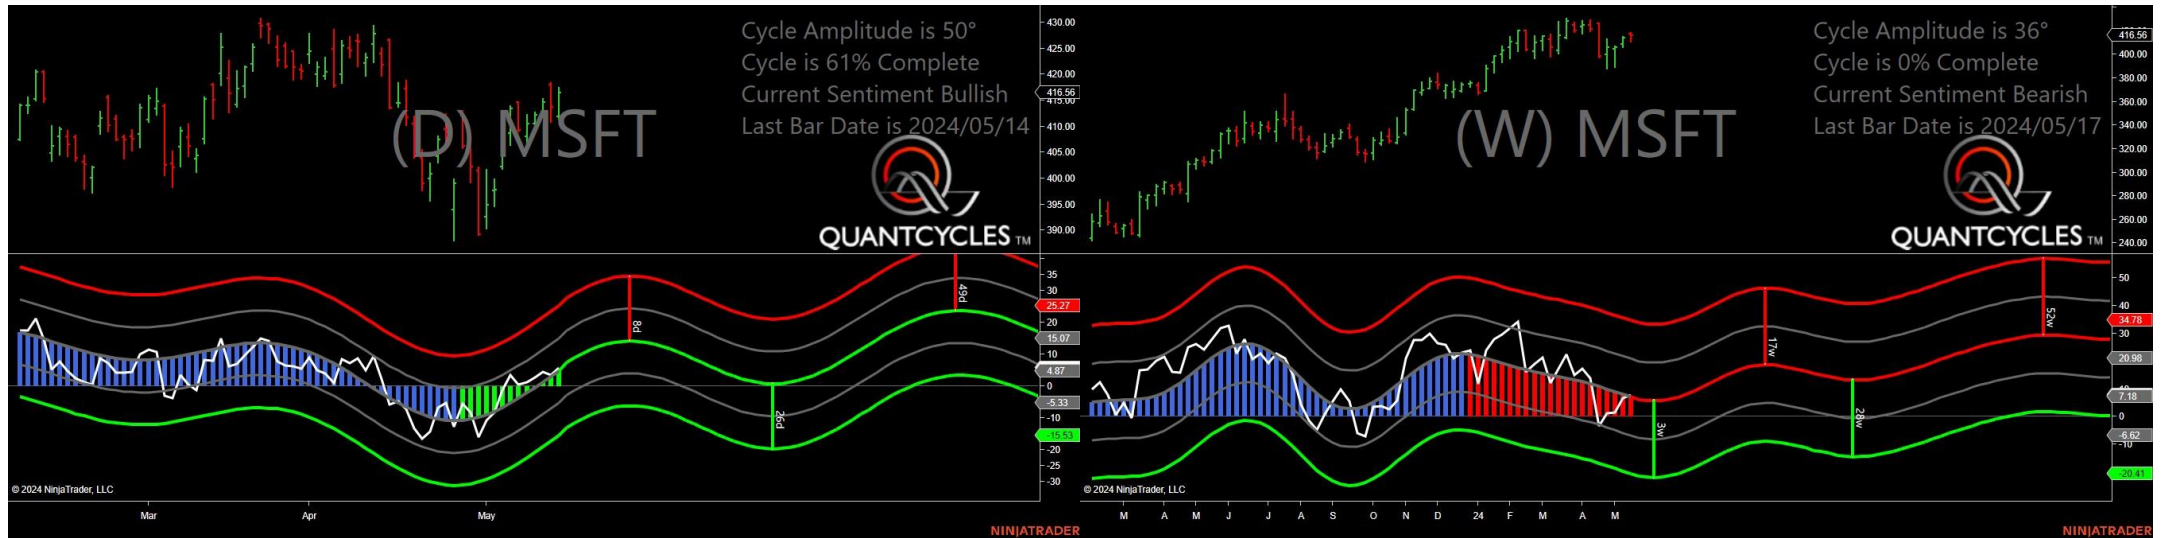 Cycle Amplitude is 50°
Cycle is 61% Complete
Current Sentiment Bullish
Last Bar Date is 2024/05/14
(D) MSFT
QUANTCYCLES TM
430.00
425.00
420.00
416.56
415.00
410.00
405.00
400.00
395.00
390.00
35
30
25.27
20
15.07
10
4.87
0
-5.33
-10
-15.53
-20
-25
-30
8d
26d
49d
© 2024 NinjaTrader, LLC
Mar
Apr
May
NINJATRADER
Cycle Amplitude is 36°
Cycle is 0% Complete
Current Sentiment Bearish
Last Bar Date is 2024/05/17
(W) MSFT
QUANTCYCLES TM
416.56
400.00
380.00
360.00
340.00
320.00
300.00
280.00
260.00
240.00
50
40
34.78
30
20.98
10
7.18
0
-6.62
-10
-20.41
3w
17w
28w
52w
© 2024 NinjaTrader, LLC
M A M J J A S O N D 24 F M A M
NINJATRADER